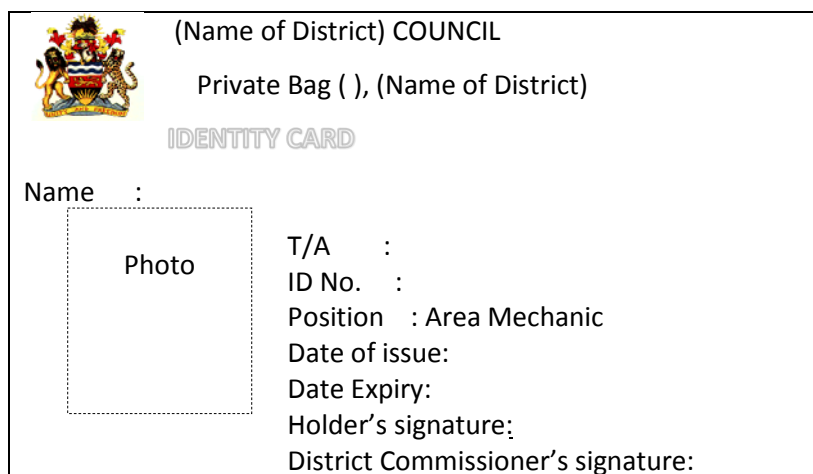 (Name of District) COUNCIL
Private Bag ( ), (Name of District)
IDENTITY CARD
Name :
Photo
T/A :
ID No. :
Position : Area Mechanic
Date of issue:
Date Expiry:
Holder's signature:
District Commissioner's signature: